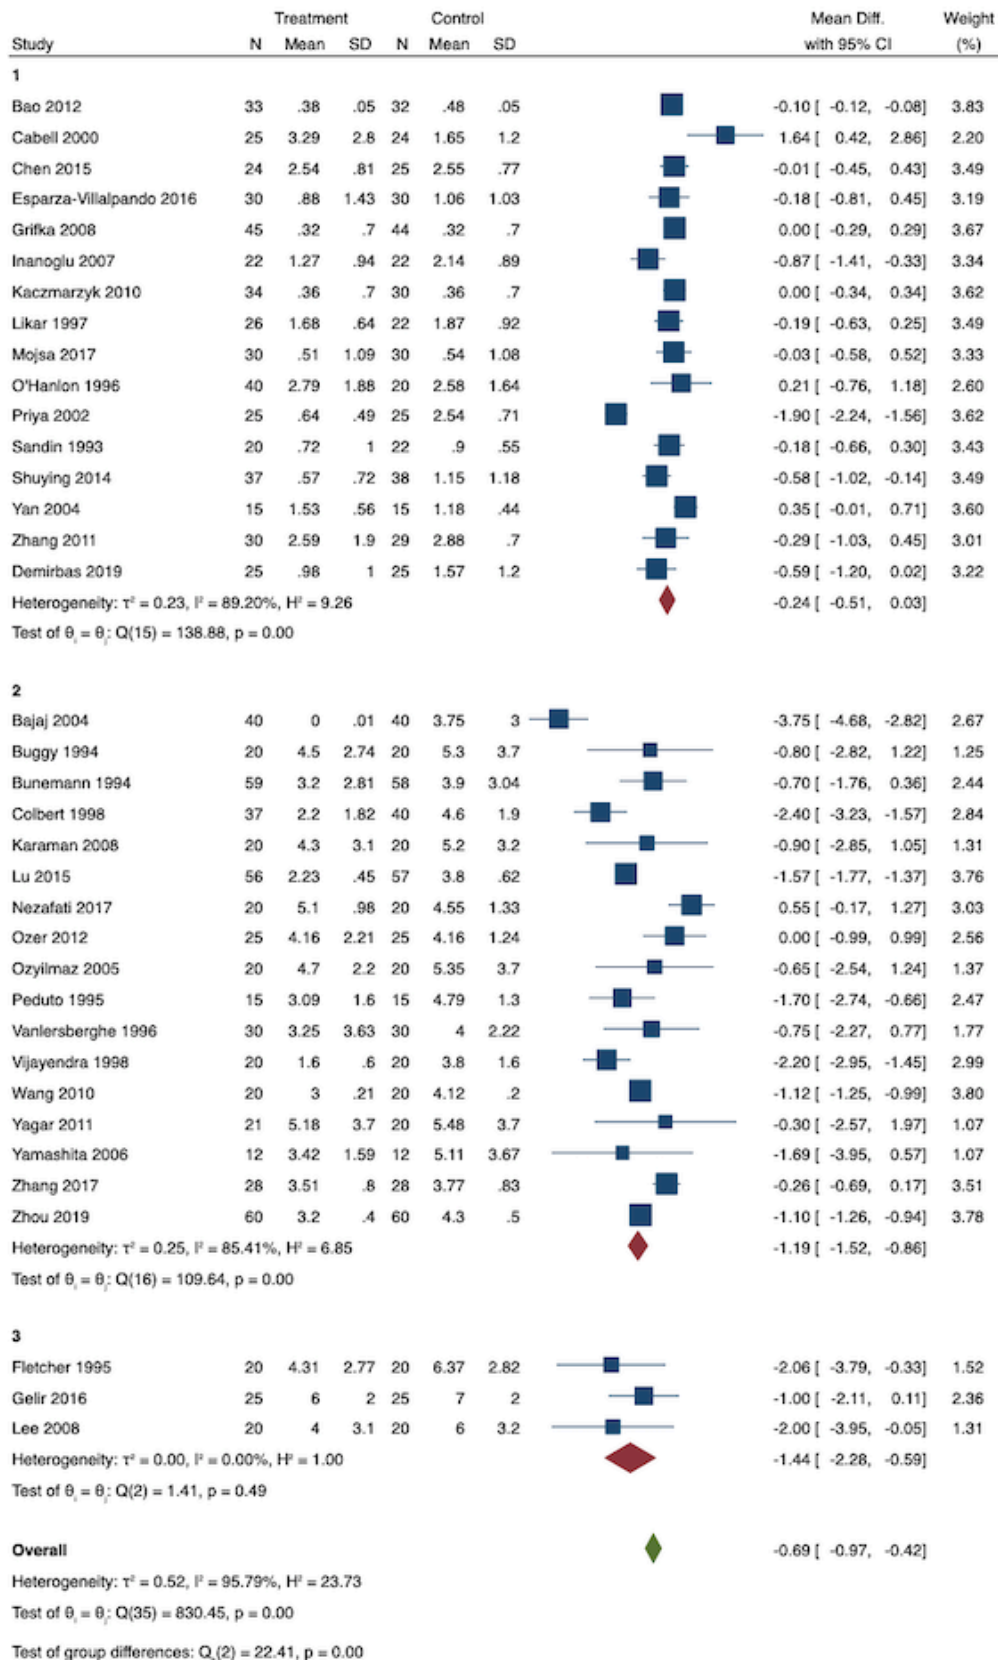 Treatment Control Mean Diff. Weight
Study N Mean SD N Mean SD with 95% CI (%)
1
Bao 2012 33 .38 .05 32 .48 .05 -0.10 [ -0.12, -0.08] 3.83
Cabell 2000 25 3.29 2.8 24 1.65 1.2 1.64 [ 0.42, 2.86] 2.20
Chen 2015 24 2.54 .81 25 2.55 .77 -0.01 [ -0.45, 0.43] 3.49
Esparza-Villalpando 2016 30 .88 1.43 30 1.06 1.03 -0.18 [ -0.81, 0.45] 3.19
Grifka 2008 45 .32 .7 44 .32 .7 0.00 [ -0.29, 0.29] 3.67
Inanoglu 2007 22 1.27 .94 22 2.14 .89 -0.87 [ -1.41, -0.33] 3.34
Kaczmarzyk 2010 34 .36 .7 30 .36 .7 0.00 [ -0.34, 0.34] 3.62
Likar 1997 26 1.68 .64 22 1.87 .92 -0.19 [ -0.63, 0.25] 3.49
Mojsa 2017 30 .51 1.09 30 .54 1.08 -0.03 [ -0.58, 0.52] 3.33
O'Hanlon 1996 40 2.79 1.88 20 2.58 1.64 0.21 [ -0.76, 1.18] 2.60
Priya 2002 25 .64 .49 25 2.54 .71 -1.90 [ -2.24, -1.56] 3.62
Sandin 1993 20 .72 1 22 .9 .55 -0.18 [ -0.66, 0.30] 3.43
Shuying 2014 37 .57 .72 38 1.15 1.18 -0.58 [ -1.02, -0.14] 3.49
Yan 2004 15 1.53 .56 15 1.18 .44 0.35 [ -0.01, 0.71] 3.60
Zhang 2011 30 2.59 1.9 29 2.88 .7 -0.29 [ -1.03, 0.45] 3.01
Demirbas 2019 25 .98 1 25 1.57 1.2 -0.59 [ -1.20, 0.02] 3.22
Heterogeneity: τ² = 0.23, I² = 89.20%, H² = 9.26 -0.24 [ -0.51, 0.03]
Test of θᵢ = θⱼ: Q(15) = 138.88, p = 0.00
2
Bajaj 2004 40 0 .01 40 3.75 3 -3.75 [ -4.68, -2.82] 2.67
Buggy 1994 20 4.5 2.74 20 5.3 3.7 -0.80 [ -2.82, 1.22] 1.25
Bunemann 1994 59 3.2 2.81 58 3.9 3.04 -0.70 [ -1.76, 0.36] 2.44
Colbert 1998 37 2.2 1.82 40 4.6 1.9 -2.40 [ -3.23, -1.57] 2.84
Karaman 2008 20 4.3 3.1 20 5.2 3.2 -0.90 [ -2.85, 1.05] 1.31
Lu 2015 56 2.23 .45 57 3.8 .62 -1.57 [ -1.77, -1.37] 3.76
Nezafati 2017 20 5.1 .98 20 4.55 1.33 0.55 [ -0.17, 1.27] 3.03
Ozer 2012 25 4.16 2.21 25 4.16 1.24 0.00 [ -0.99, 0.99] 2.56
Ozyilmaz 2005 20 4.7 2.2 20 5.35 3.7 -0.65 [ -2.54, 1.24] 1.37
Peduto 1995 15 3.09 1.6 15 4.79 1.3 -1.70 [ -2.74, -0.66] 2.47
Vanlersberghe 1996 30 3.25 3.63 30 4 2.22 -0.75 [ -2.27, 0.77] 1.77
Vijayendra 1998 20 1.6 .6 20 3.8 1.6 -2.20 [ -2.95, -1.45] 2.99
Wang 2010 20 3 .21 20 4.12 .2 -1.12 [ -1.25, -0.99] 3.80
Yagar 2011 21 5.18 3.7 20 5.48 3.7 -0.30 [ -2.57, 1.97] 1.07
Yamashita 2006 12 3.42 1.59 12 5.11 3.67 -1.69 [ -3.95, 0.57] 1.07
Zhang 2017 28 3.51 .8 28 3.77 .83 -0.26 [ -0.69, 0.17] 3.51
Zhou 2019 60 3.2 .4 60 4.3 .5 -1.10 [ -1.26, -0.94] 3.78
Heterogeneity: τ² = 0.25, I² = 85.41%, H² = 6.85 -1.19 [ -1.52, -0.86]
Test of θᵢ = θⱼ: Q(16) = 109.64, p = 0.00
3
Fletcher 1995 20 4.31 2.77 20 6.37 2.82 -2.06 [ -3.79, -0.33] 1.52
Gelir 2016 25 6 2 25 7 2 -1.00 [ -2.11, 0.11] 2.36
Lee 2008 20 4 3.1 20 6 3.2 -2.00 [ -3.95, -0.05] 1.31
Heterogeneity: τ² = 0.00, I² = 0.00%, H² = 1.00 -1.44 [ -2.28, -0.59]
Test of θᵢ = θⱼ: Q(2) = 1.41, p = 0.49
Overall -0.69 [ -0.97, -0.42]
Heterogeneity: τ² = 0.52, I² = 95.79%, H² = 23.73
Test of θᵢ = θⱼ: Q(35) = 830.45, p = 0.00
Test of group differences: Q (2) = 22.41, p = 0.00